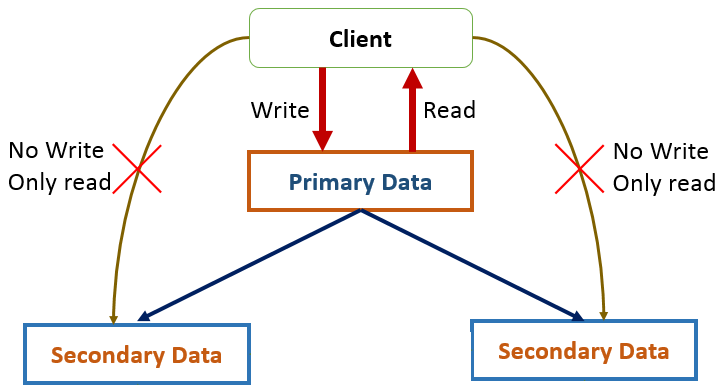 Client
Write
Read
No Write
Only read
No Write
Only read
Primary Data
Secondary Data
Secondary Data